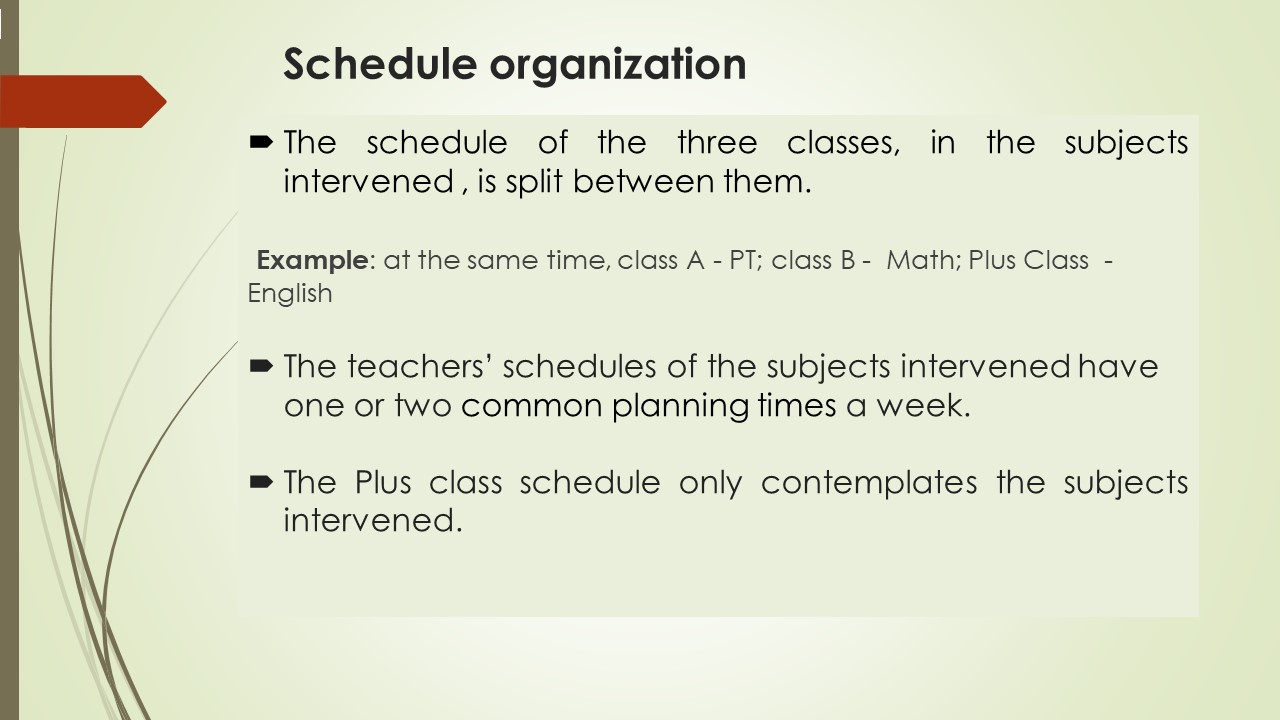 Schedule organization
The schedule of the three classes, in the subjects
intervened , is split between them.
Example: at the same time, class A - PT; class B - Math; Plus Class -
English
The teachers’ schedules of the subjects intervened have
one or two common planning times a week.
The Plus class schedule only contemplates the subjects
intervened.